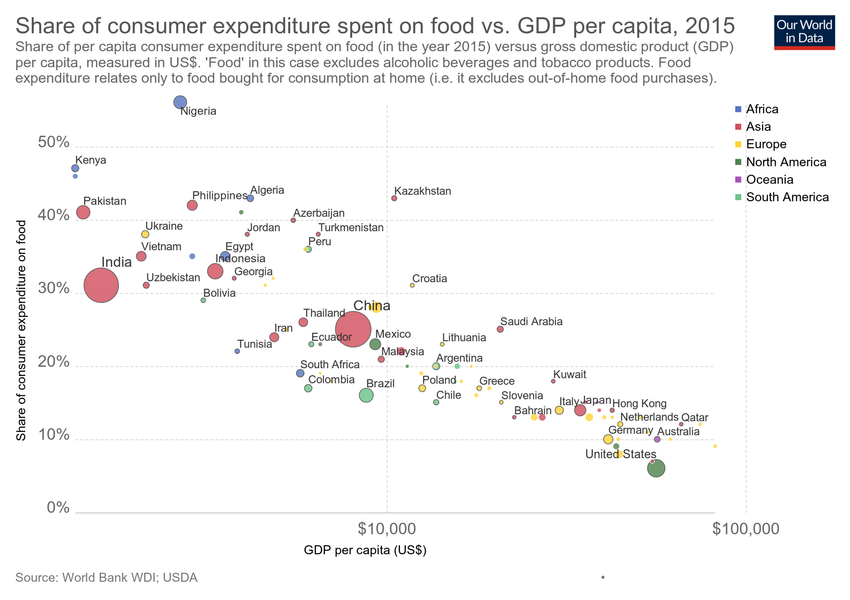 Share of consumer expenditure spent on food vs. GDP per capita, 2015
Our World
in Data
Share of per capita consumer expenditure spent on food (in the year 2015) versus gross domestic product (GDP)
per capita, measured in US$. 'Food' in this case excludes alcoholic beverages and tobacco products. Food
expenditure relates only to food bought for consumption at home (i.e. it excludes out-of-home food purchases).
Africa
Asia
Europe
North America
Oceania
South America
Share of consumer expenditure on food
50%
40%
30%
20%
10%
0%
Nigeria
Kenya
Pakistan
Philippines
Algeria
Kazakhstan
Azerbaijan
Ukraine
Jordan
Turkmenistan
Vietnam
Egypt
Peru
India
Indonesia
Uzbekistan
Georgia
Croatia
Bolivia
China
Thailand
Saudi Arabia
Iran
Ecuador
Mexico
Lithuania
Tunisia
Malaysia
South Africa
Argentina
Colombia
Brazil
Poland
Greece
Kuwait
Chile
Slovenia
Bahrain
Italy
Japan
Hong Kong
Netherlands
Qatar
Germany
Australia
United States
$10,000
$100,000
GDP per capita (US$)
Source: World Bank WDI; USDA